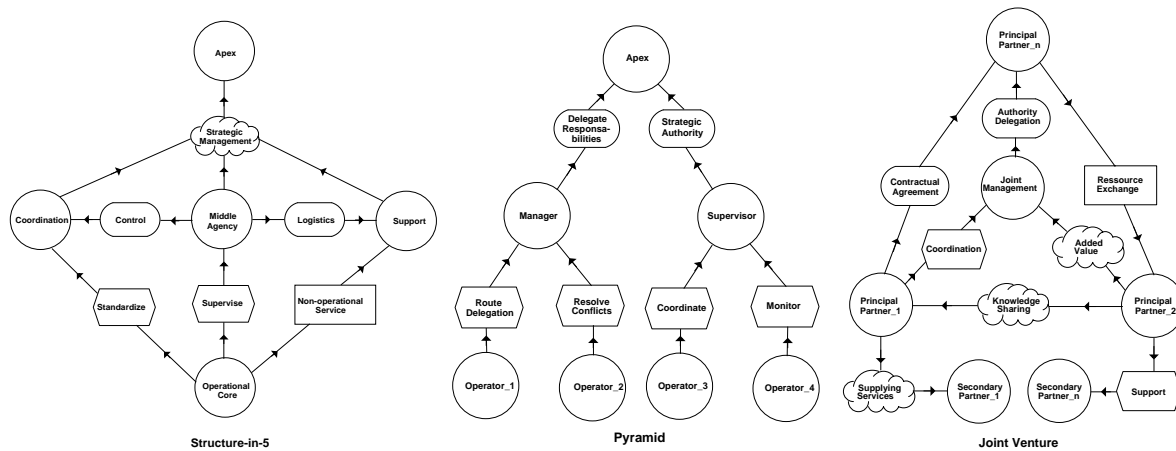 Apex
Strategic
Management
Coordination
Control
Middle
Agency
Logistics
Support
Standardize
Supervise
Non-operational
Service
Operational
Core
Structure-in-5
Apex
Delegate
Responsa-
bilities
Strategic
Authority
Manager
Supervisor
Route
Delegation
Resolve
Conflicts
Coordinate
Monitor
Operator_1
Operator_2
Operator_3
Operator_4
Pyramid
Principal
Partner_n
Authority
Delegation
Contractual
Agreement
Joint
Management
Ressource
Exchange
Coordination
Added
Value
Principal
Partner_1
Knowledge
Sharing
Principal
Partner_2
Supplying
Services
Secondary
Partner_1
Secondary
Partner_n
Support
Joint Venture